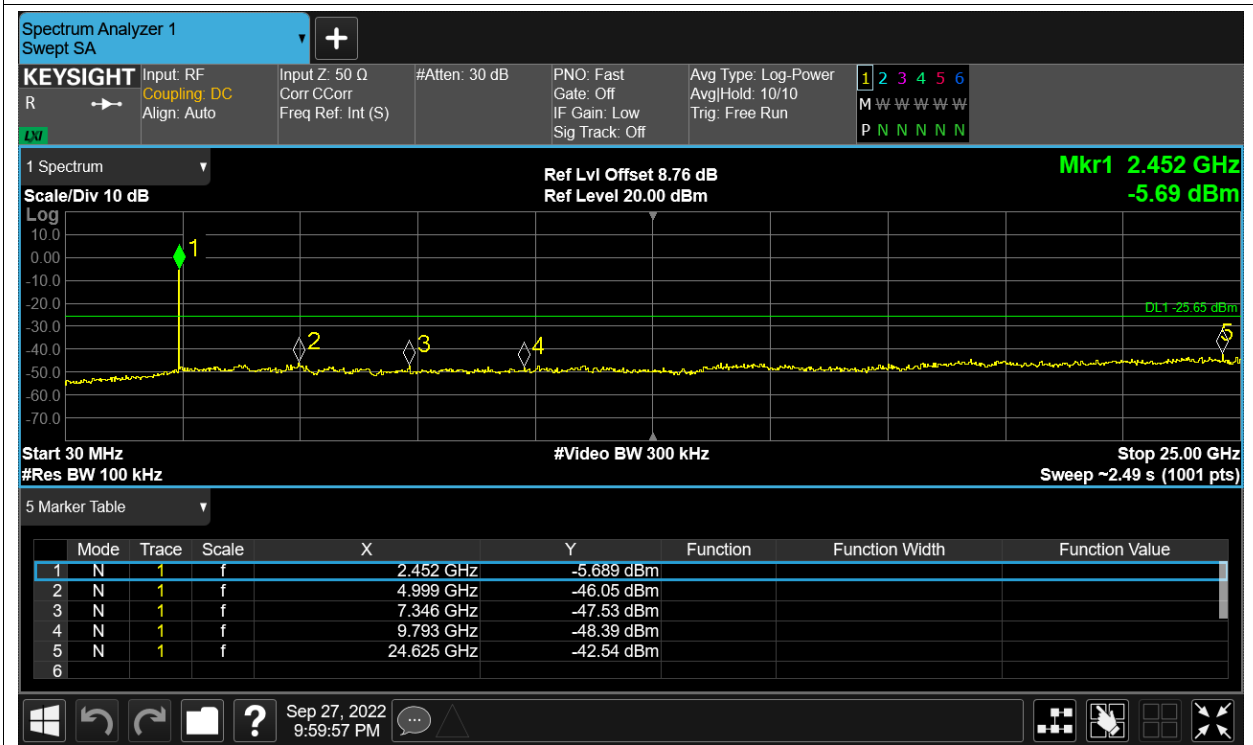 Spectrum Analyzer 1
Swept SA
KEYSIGHT
R
LXI
Input: RF
Coupling: DC
Align: Auto
Input Z: 50 Ω
Corr CCorr
Freq Ref: Int (S)
#Atten: 30 dB
PNO: Fast
Gate: Off
IF Gain: Low
Sig Track: Off
Avg Type: Log-Power
Avg|Hold: 10/10
Trig: Free Run
1 2 3 4 5 6
M W W W W W
P N N N N N
1 Spectrum
Scale/Div 10 dB
Ref Lvl Offset 8.76 dB
Ref Level 20.00 dBm
Mkr1 2.452 GHz
-5.69 dBm
Log
10.0
0.00
-10.0
-20.0
-30.0
-40.0
-50.0
-60.0
-70.0
1
2
3
4
5
DL1 -25.65 dBm
Start 30 MHz
#Res BW 100 kHz
#Video BW 300 kHz
Stop 25.00 GHz
Sweep ~2.49 s (1001 pts)
5 Marker Table
Mode Trace Scale X Y Function Function Width Function Value
1 N 1 f 2.452 GHz -5.689 dBm
2 N 1 f 4.999 GHz -46.05 dBm
3 N 1 f 7.346 GHz -47.53 dBm
4 N 1 f 9.793 GHz -48.39 dBm
5 N 1 f 24.625 GHz -42.54 dBm
6
?
Sep 27, 2022
9:59:57 PM